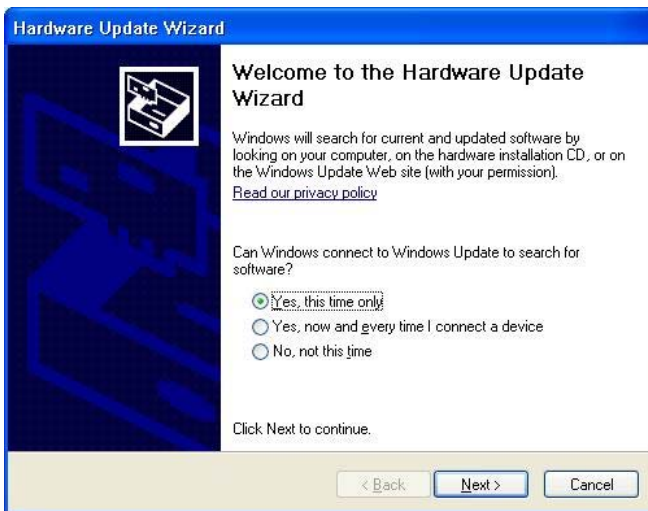 Hardware Update Wizard
Welcome to the Hardware Update
Wizard
Windows will search for current and updated software by
looking on your computer, on the hardware installation CD, or on
the Windows Update Web site (with your permission).
Read our privacy policy
Can Windows connect to Windows Update to search for
software?
Yes, this time only
Yes, now and every time I connect a device
No, not this time
Click Next to continue.
< Back
Next >
Cancel